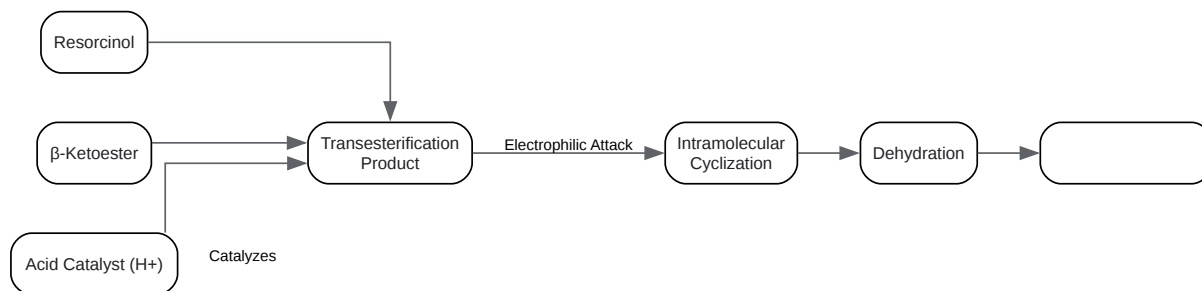 Resorcinol
β-Ketoester
Acid Catalyst (H+)
Catalyzes
Transesterification
Product
Electrophilic Attack
Intramolecular
Cyclization
Dehydration